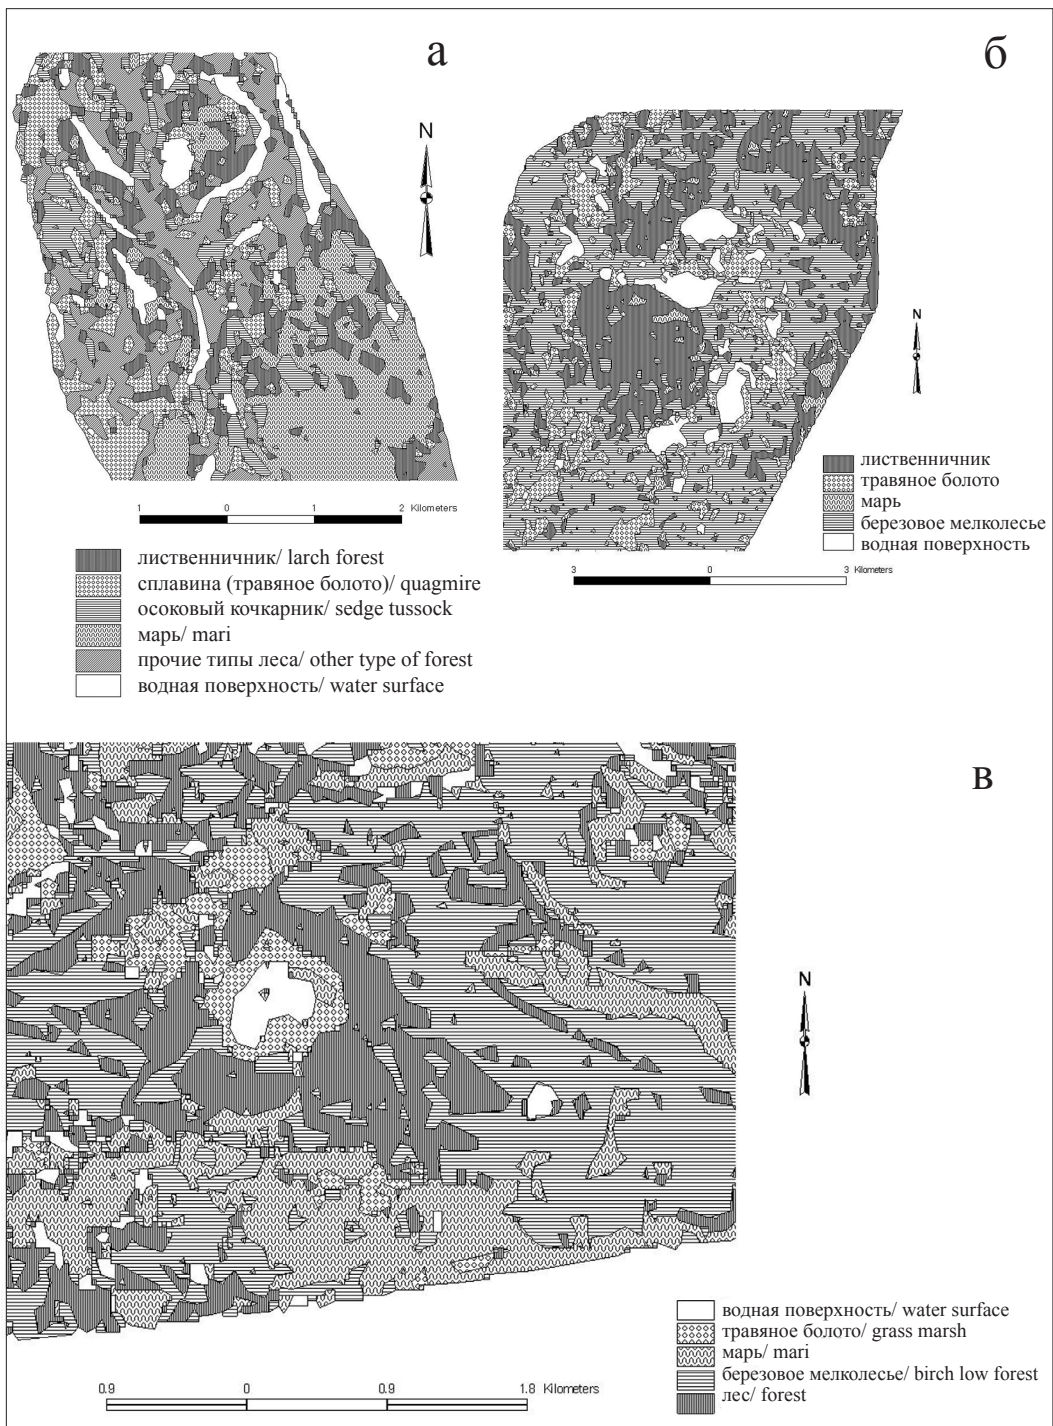 а
N
1 0 1 2 Kilometers
лиственничник/ larch forest
сплавина (травяное болото)/ quagmire
осоковый кочкарник/ sedge tussock
марь/ mari
прочие типы леса/ other type of forest
водная поверхность/ water surface
б
N
лиственничник
травяное болото
марь
березовое мелколесье
водная поверхность
3 0 3 Kilometers
в
N
водная поверхность/ water surface
травяное болото/ grass marsh
марь/ mari
березовое мелколесье/ birch low forest
лес/ forest
0.9 0 0.9 1.8 Kilometers